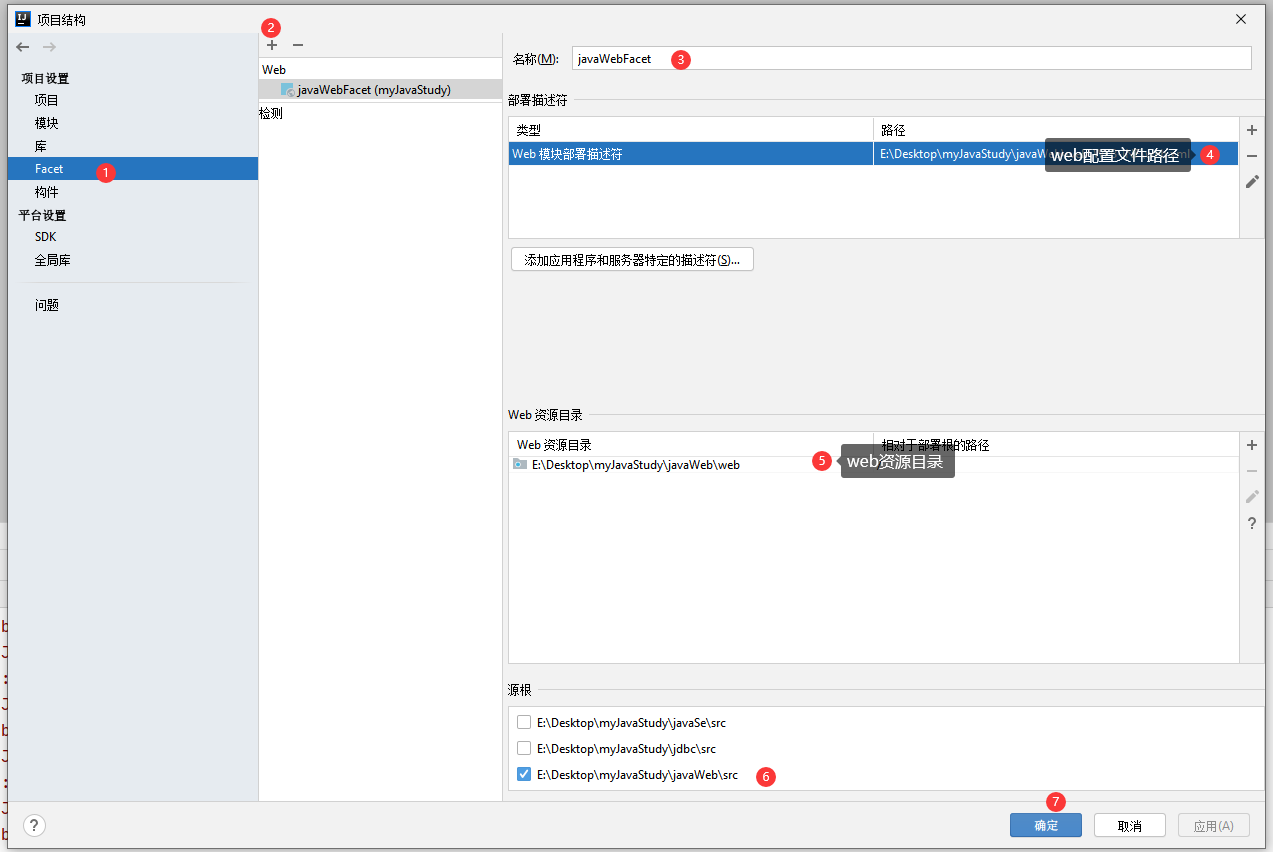 项目结构
2
名称(M):
javaWebFacet
3
项目设置
项目
模块
库
Facet
1
构件
平台设置
SDK
全局库
问题
Web
javaWebFacet (myJavaStudy)
检测
部署描述符
类型
路径
Web 模块部署描述符
E:\Desktop\myJavaStudy\javaW
web配置文件路径
4
添加应用程序和服务器特定的描述符(S)...
Web 资源目录
Web 资源目录
相对于部署根的路径
E:\Desktop\myJavaStudy\javaWeb\web
5
web资源目录
?
源根
E:\Desktop\myJavaStudy\javaSe\src
E:\Desktop\myJavaStudy\jdbc\src
E:\Desktop\myJavaStudy\javaWeb\src
6
7
?
确定
取消
应用(A)